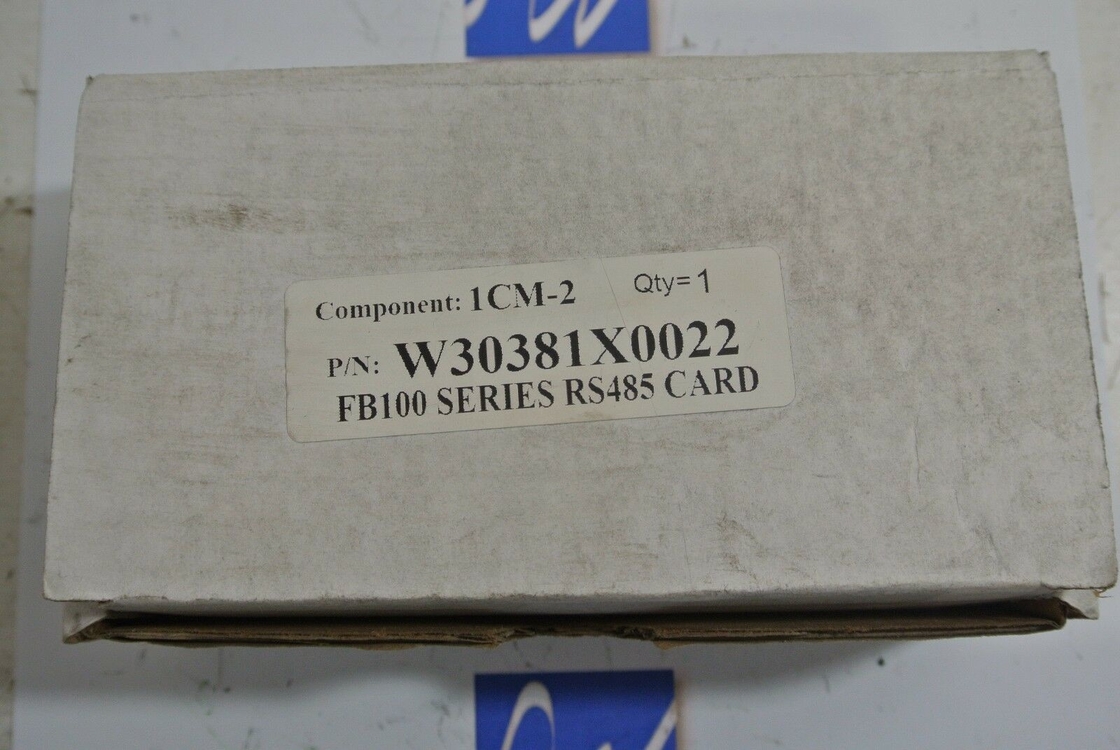 Component: 1CM-2 Qty=1
P/N: W30381X0022
FB100 SERIES RS485 CARD